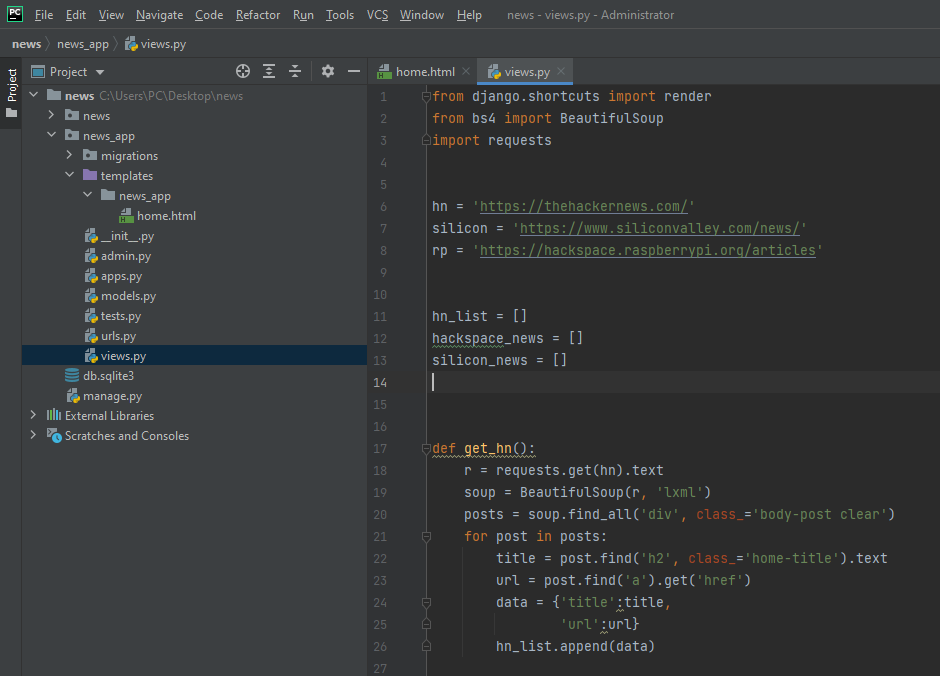 PC File Edit View Navigate Code Refactor Run Tools VCS Window Help news - views.py - Administrator
news news_app views.py
Project
Project
home.html views.py
news C:\Users\PC\Desktop\news
news
news_app
migrations
templates
news_app
home.html
__init__.py
admin.py
apps.py
models.py
tests.py
urls.py
views.py
db.sqlite3
manage.py
External Libraries
Scratches and Consoles
1 from django.shortcuts import render
2 from bs4 import BeautifulSoup
3 import requests
4
5
6 hn = 'https://thehackernews.com/'
7 silicon = 'https://www.siliconvalley.com/news/'
8 rp = 'https://hackspace.raspberrypi.org/articles'
9
10
11 hn_list = []
12 hackspace_news = []
13 silicon_news = []
14
15
16
17 def get_hn():
18 r = requests.get(hn).text
19 soup = BeautifulSoup(r, 'lxml')
20 posts = soup.find_all('div', class_='body-post clear')
21 for post in posts:
22 title = post.find('h2', class_='home-title').text
23 url = post.find('a').get('href')
24 data = {'title':title,
25 'url':url}
26 hn_list.append(data)
27